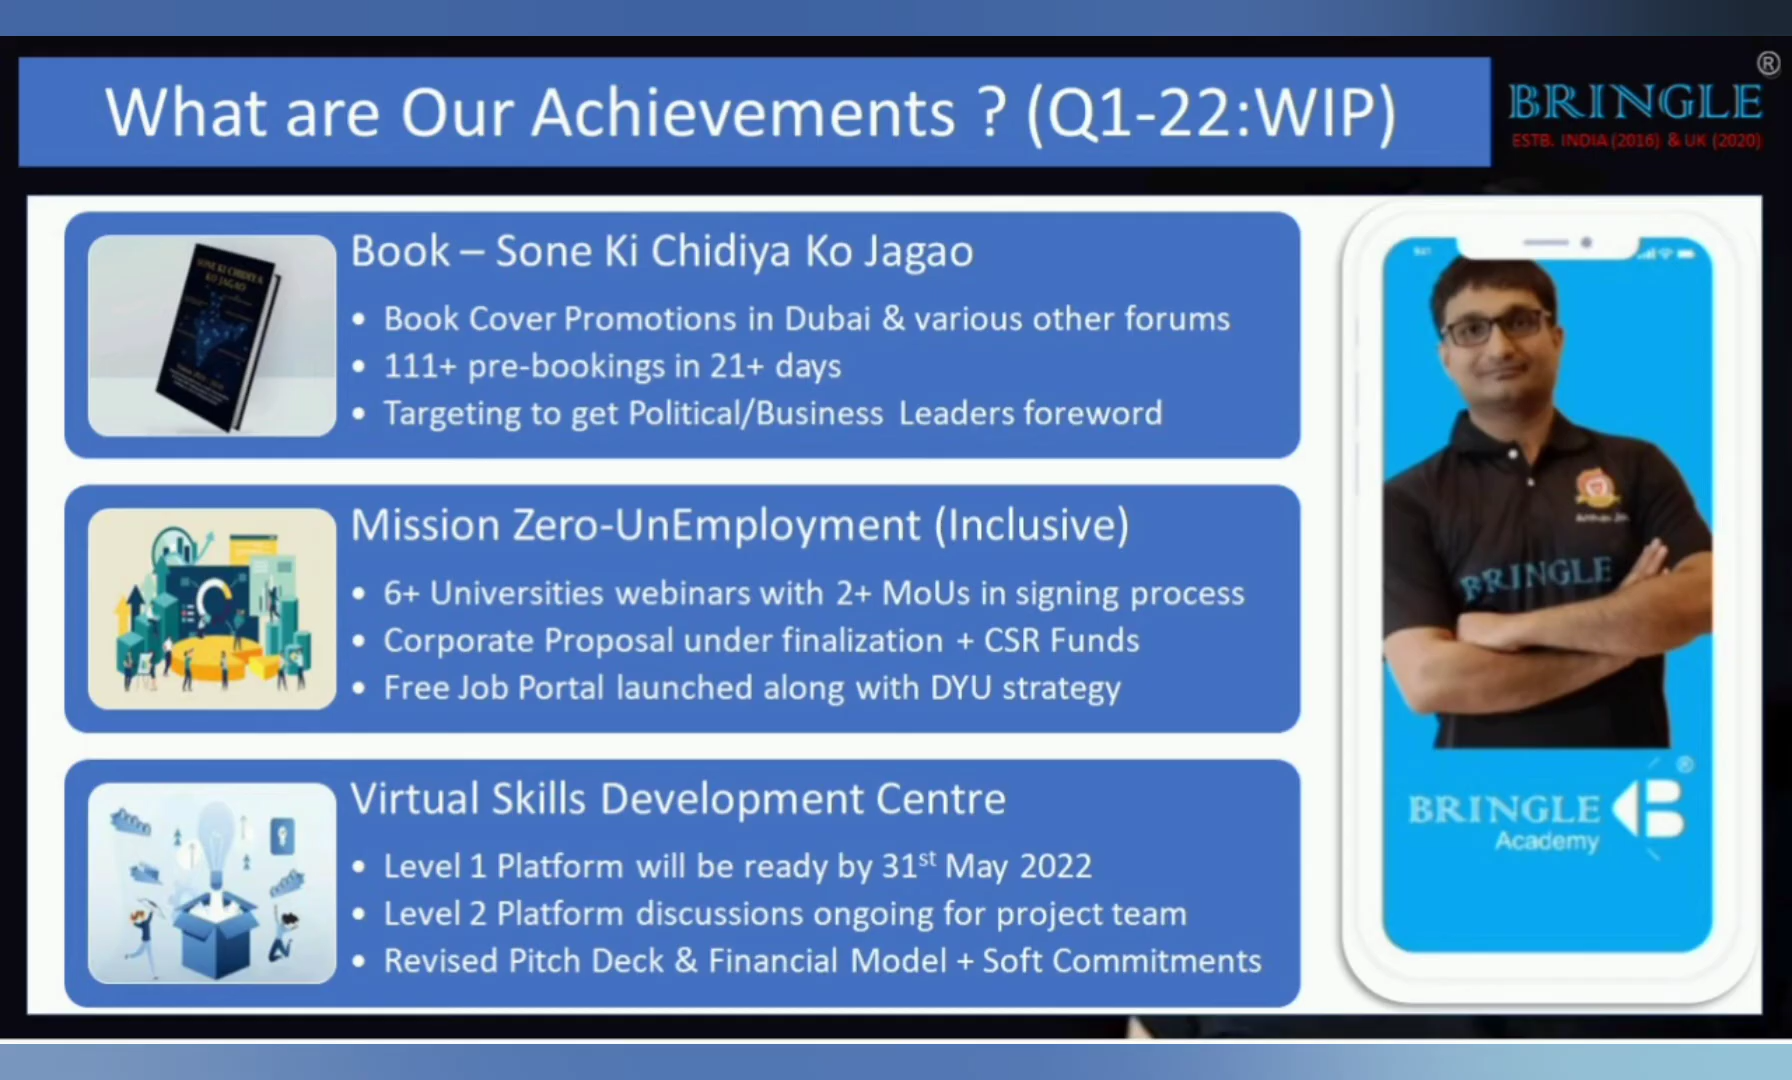 What are Our Achievements ? (Q1-22:WIP)
BRINGLE ®
ESTB. INDIA (2016) & UK (2020)
Book – Sone Ki Chidiya Ko Jagao
• Book Cover Promotions in Dubai & various other forums
• 111+ pre-bookings in 21+ days
• Targeting to get Political/Business Leaders foreword
SONE KI CHIDIYA
KO JAGAO
Mission Zero-UnEmployment (Inclusive)
• 6+ Universities webinars with 2+ MoUs in signing process
• Corporate Proposal under finalization + CSR Funds
• Free Job Portal launched along with DYU strategy
Virtual Skills Development Centre
• Level 1 Platform will be ready by 31st May 2022
• Level 2 Platform discussions ongoing for project team
• Revised Pitch Deck & Financial Model + Soft Commitments
BRINGLE
BRINGLE B ®
Academy